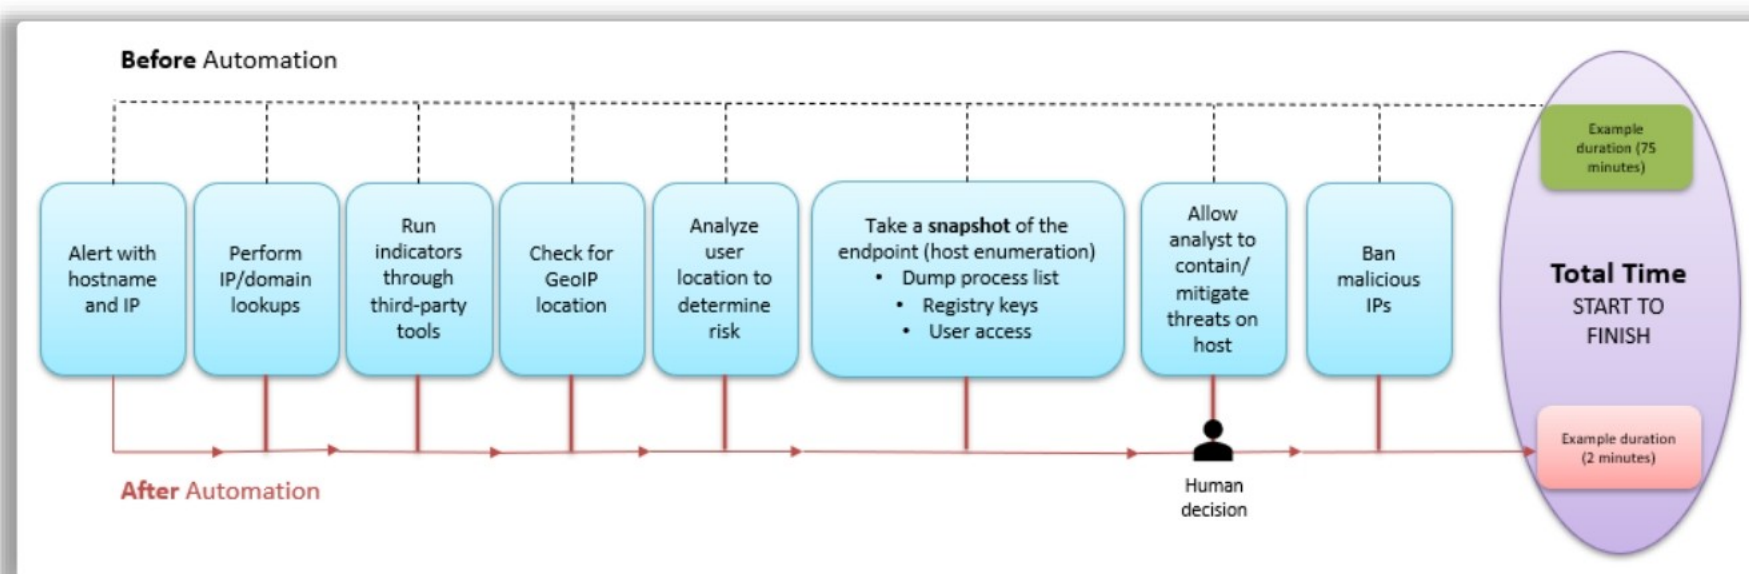 Before Automation
Example
duration (75
minutes)
Alert with
hostname
and IP
Perform
IP/domain
lookups
Run
indicators
through
third-party
tools
Check for
GeoIP
location
Analyze
user
location to
determine
risk
Take a snapshot of the
endpoint (host enumeration)
• Dump process list
• Registry keys
• User access
Allow
analyst to
contain/
mitigate
threats on
host
Ban
malicious
IPs
Total Time
START TO
FINISH
Example duration
(2 minutes)
After Automation
Human
decision